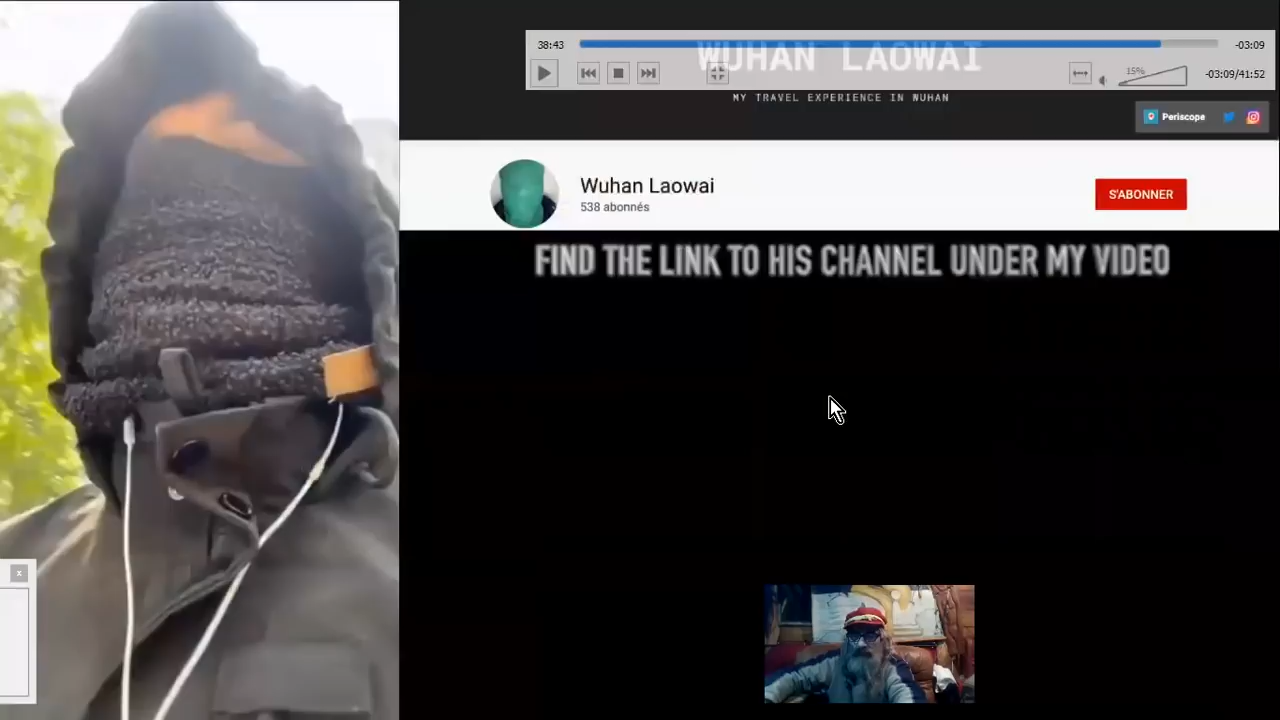 38:43
-03:09
WUHAN LAOWAI
15%
-03:09/41:52
MY TRAVEL EXPERIENCE IN WUHAN
Periscope
Wuhan Laowai
538 abonnés
S'ABONNER
FIND THE LINK TO HIS CHANNEL UNDER MY VIDEO
x